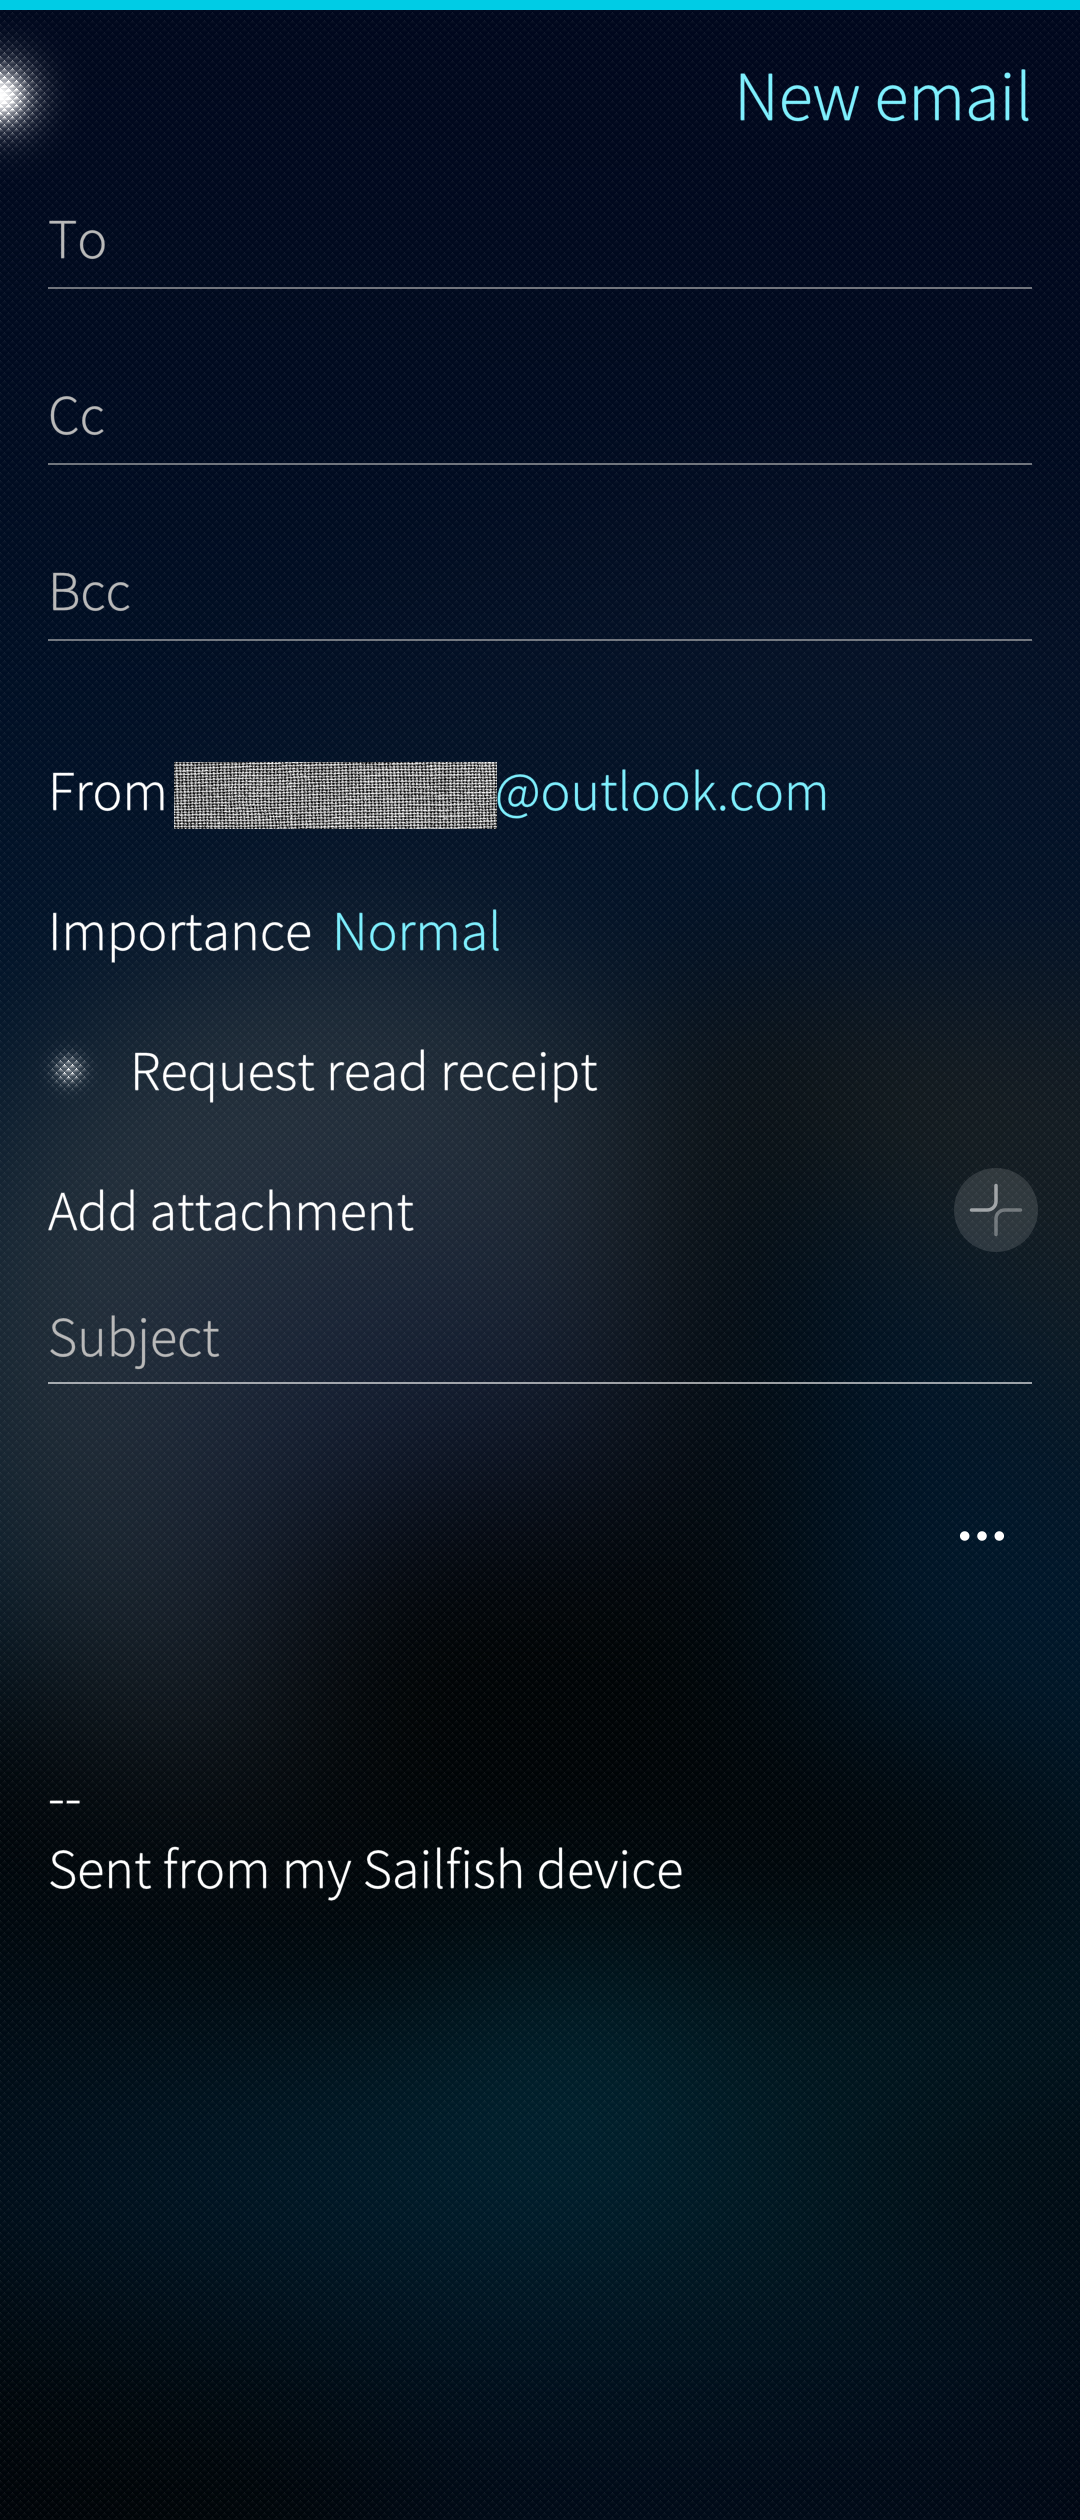 New email
To
Cc
Bcc
From @outlook.com
Importance Normal
Request read receipt
Add attachment
Subject
--
Sent from my Sailfish device